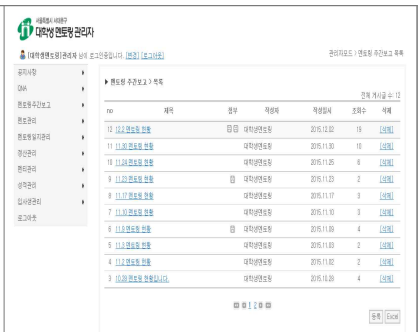 서울특별시 서대문구
대학생 멘토링 관리자
[대학생멘토링]관리자 님이 로그인중입니다. [변경] [로그아웃]
관리자모드 > 멘토링 주간보고 목록
공지사항
QNA
멘토링주간보고
멘토관리
멘토링일지관리
정산관리
멘티관리
성적관리
입사생관리
로그아웃
▶ 멘토링 주간보고 > 목록
전체 게시글 수: 12
no 제목 첨부 작성자 작성일시 조회수 삭제
12 12.2 멘토링 현황 대학생멘토링 2015.12.02 19 [삭제]
11 11.30 멘토링 현황 대학생멘토링 2015.11.30 10 [삭제]
10 11.24 멘토링 현황 대학생멘토링 2015.11.25 6 [삭제]
9 11.23 멘토링 현황 대학생멘토링 2015.11.23 2 [삭제]
8 11.17 멘토링 현황 대학생멘토링 2015.11.17 3 [삭제]
7 11.10 멘토링 현황 대학생멘토링 2015.11.10 3 [삭제]
6 11.9 멘토링 현황 대학생멘토링 2015.11.09 4 [삭제]
5 11.3 멘토링 현황 대학생멘토링 2015.11.03 2 [삭제]
4 11.2 멘토링 현황 대학생멘토링 2015.11.02 2 [삭제]
3 10.28 멘토링 현황입니다. 대학생멘토링 2015.10.28 4 [삭제]
1 2
등록 Excel